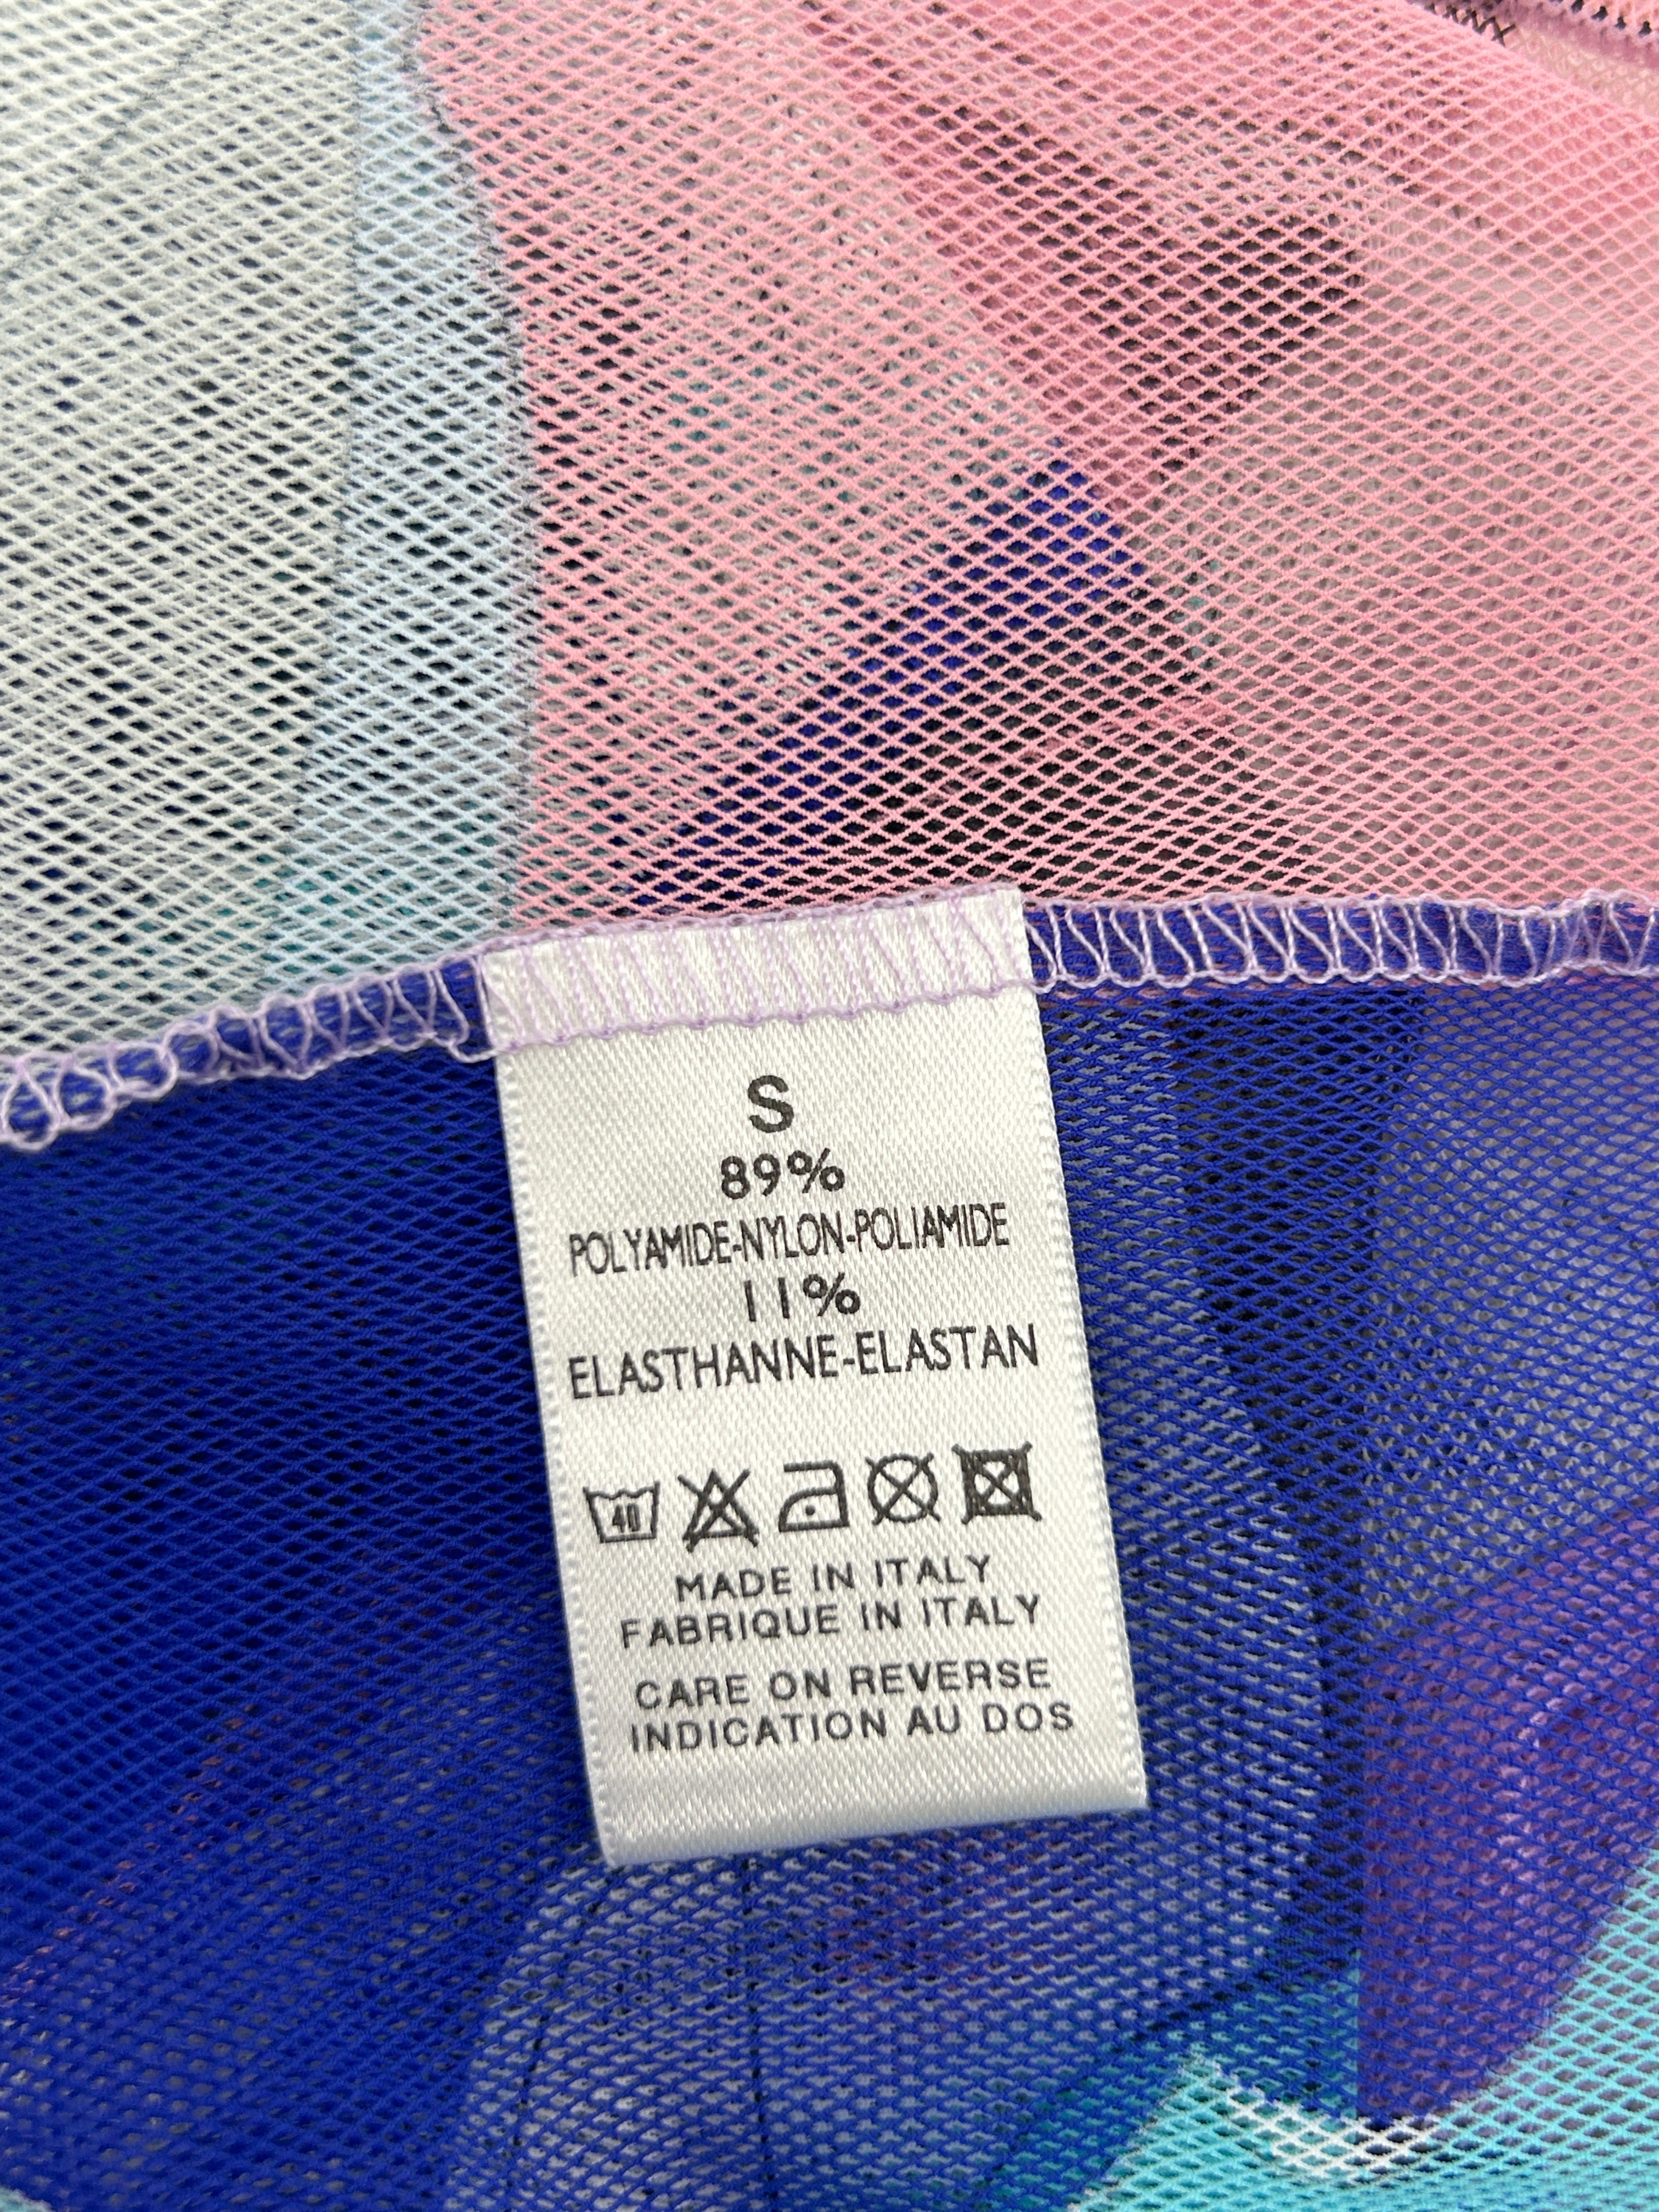 S
89%
POLYAMIDE-NYLON-POLIAMIDE
11%
ELASTHANNE-ELASTAN
40
MADE IN ITALY
FABRIQUE IN ITALY
CARE ON REVERSE
INDICATION AU DOS